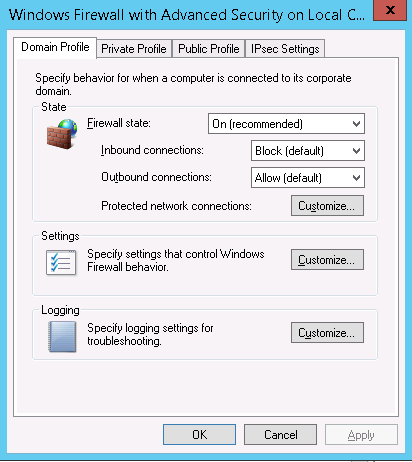 Windows Firewall with Advanced Security on Local C...
x
Domain Profile Private Profile Public Profile IPsec Settings
Specify behavior for when a computer is connected to its corporate
domain.
State
Firewall state: On (recommended)
Inbound connections: Block (default)
Outbound connections: Allow (default)
Protected network connections: Customize...
Settings
Specify settings that control Windows
Firewall behavior.
Customize...
Logging
Specify logging settings for
troubleshooting.
Customize...
OK Cancel Apply